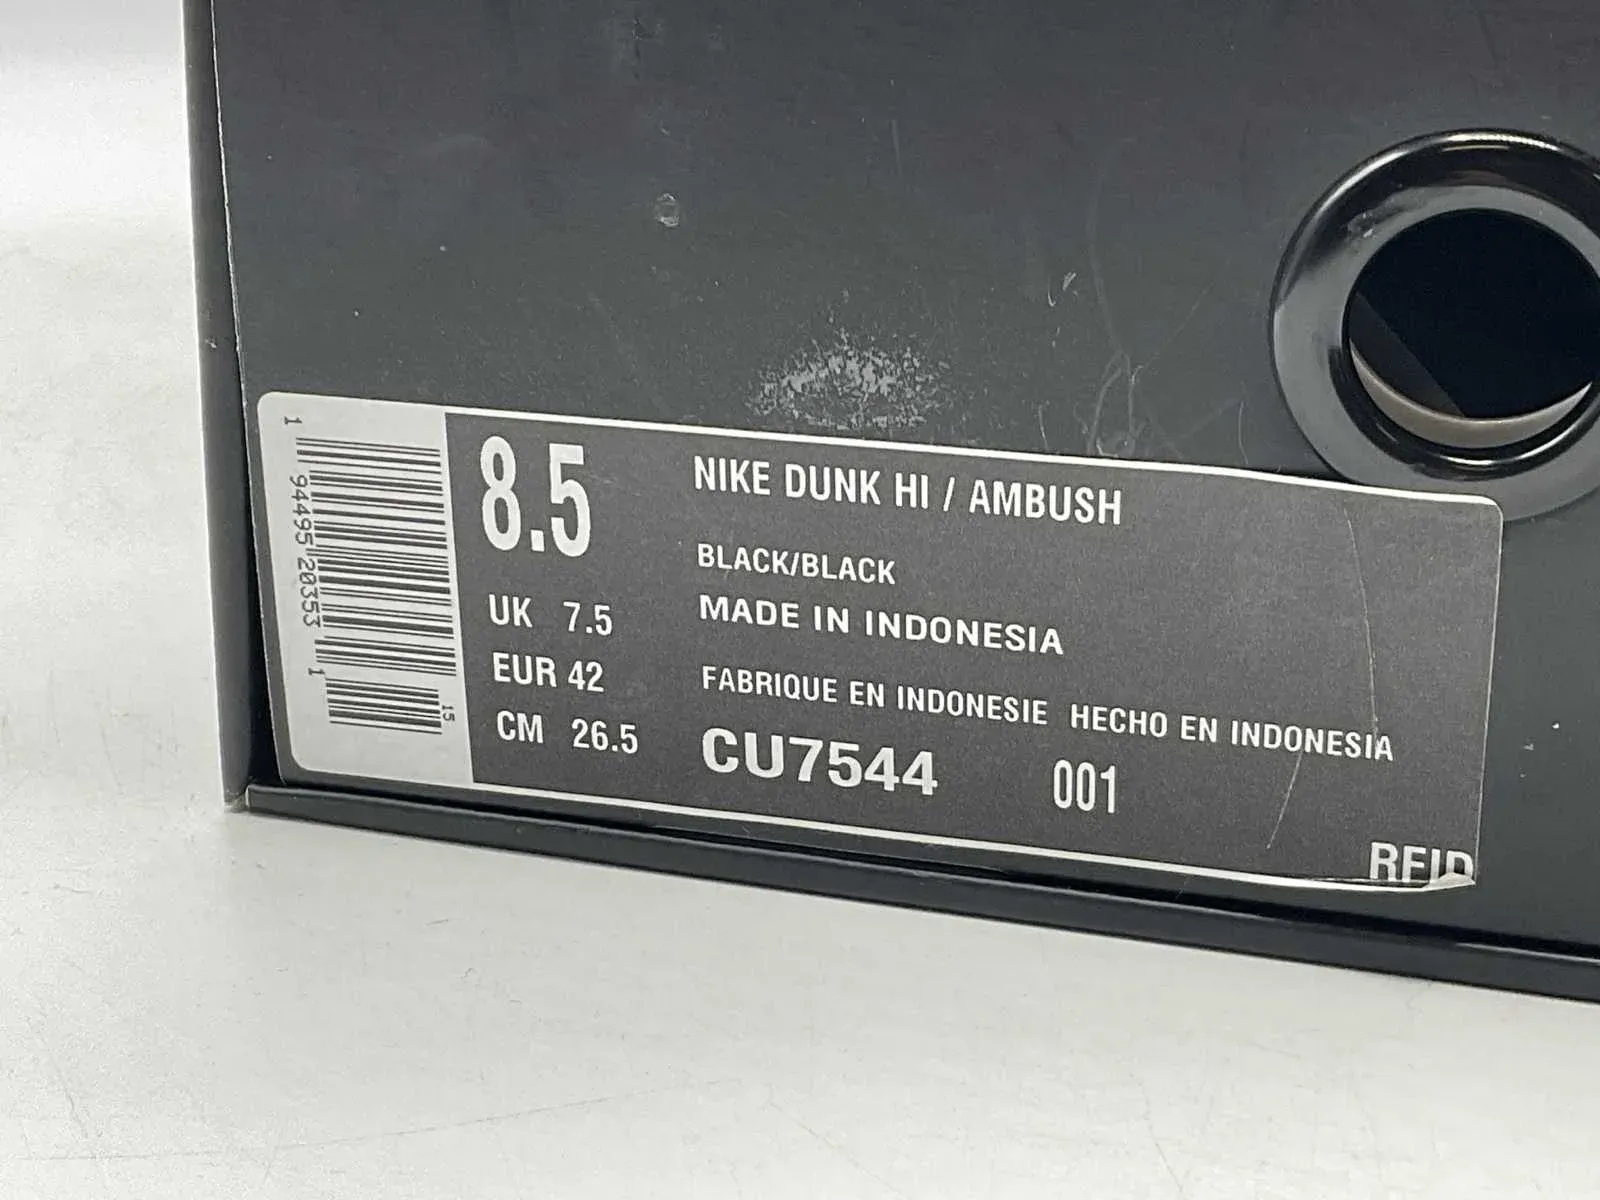 1 94495 20353 1
15
8.5
UK 7.5
EUR 42
CM 26.5
NIKE DUNK HI / AMBUSH
BLACK/BLACK
MADE IN INDONESIA
FABRIQUE EN INDONESIE HECHO EN INDONESIA
CU7544 001
RFID